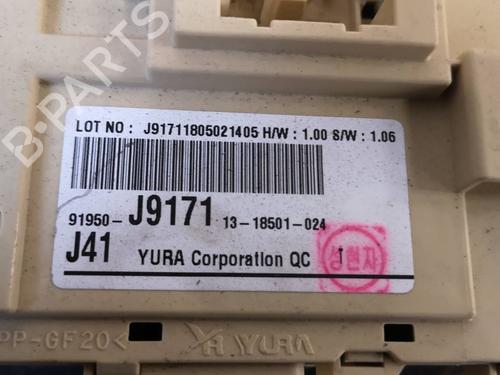 LOT NO : J91711805021405 H/W : 1.00 S/W : 1.06
91950- J9171 13-18501-024
J41 YURA Corporation QC
PP-GF20<
YURA
B-PARTS